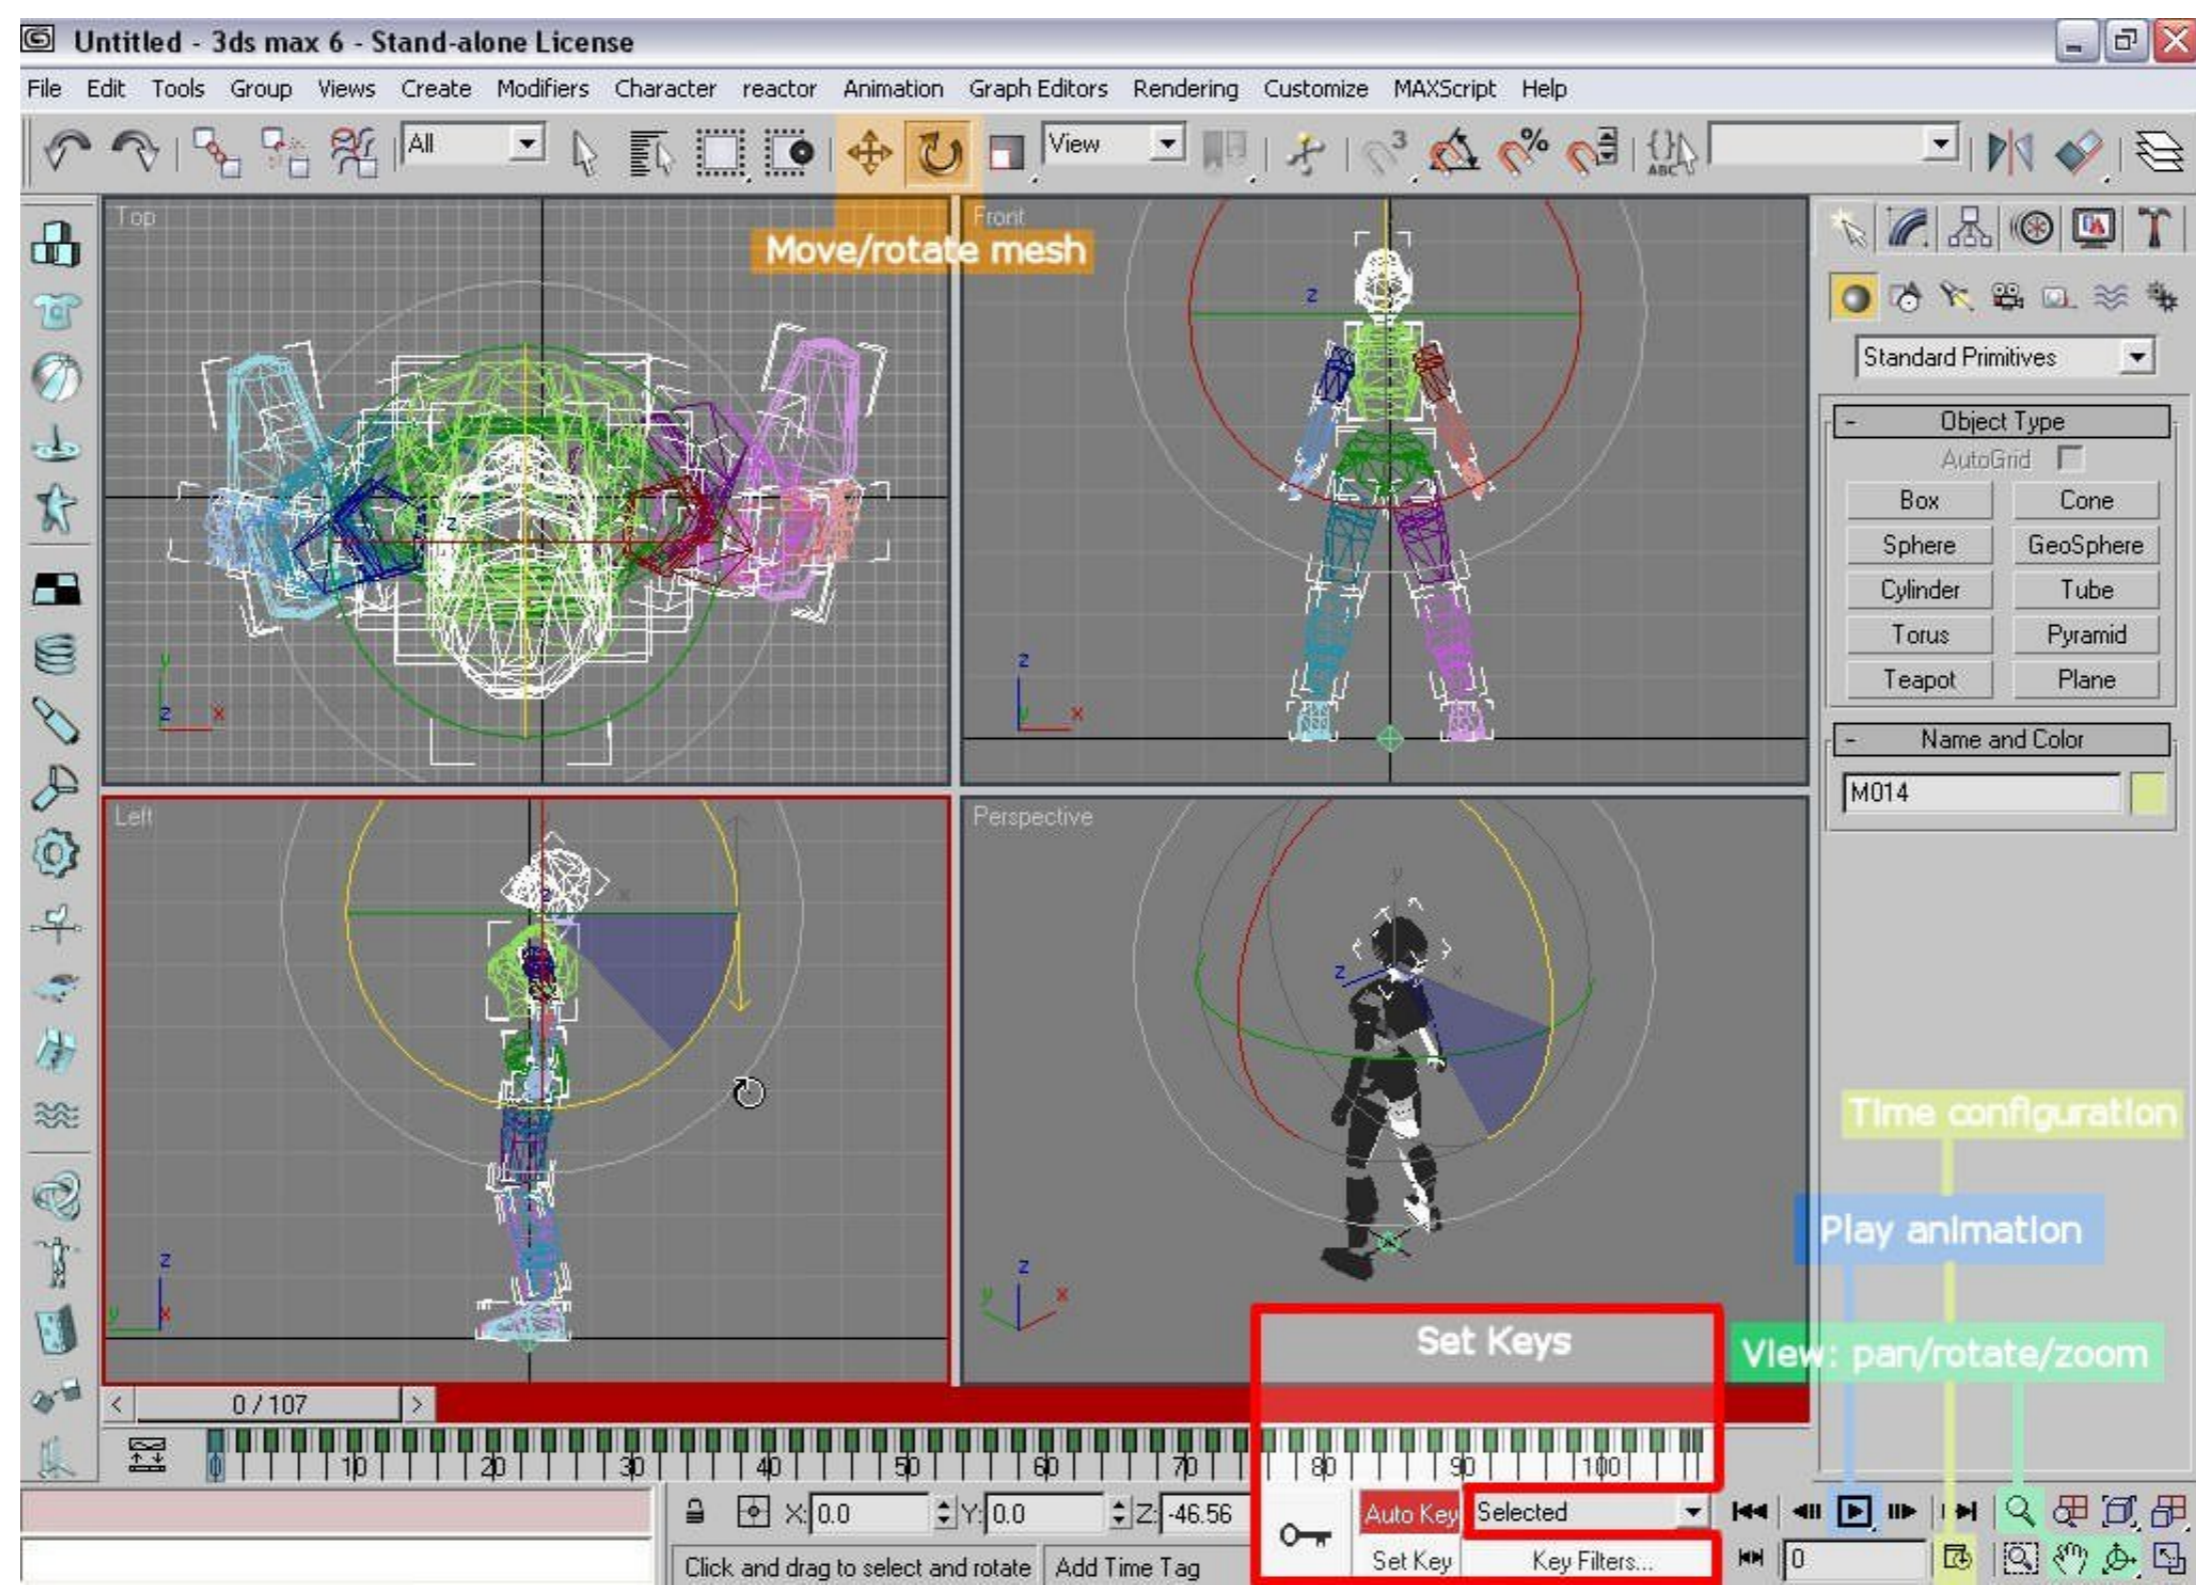 Untitled - 3ds max 6 - Stand-alone License
File Edit Tools Group Views Create Modifiers Character reactor Animation Graph Editors Rendering Customize MAXScript Help
All
View
3
%
{}
ABC
Top
Move/rotate mesh
Front
z
z
y
z x
z
y x
Standard Primitives
- Object Type
AutoGrid
Box Cone
Sphere GeoSphere
Cylinder Tube
Torus Pyramid
Teapot Plane
- Name and Color
M014
Left
y
z
x
z
y x
Perspective
y
z x
z
y x
Time configuration
Play animation
View: pan/rotate/zoom
Set Keys
< 0 / 107 >
0 10 20 30 40 50 60 70 80 90 100
X: 0.0 Y: 0.0 Z: -46.56
Auto Key Selected
Click and drag to select and rotate Add Time Tag
Set Key Key Filters...
0